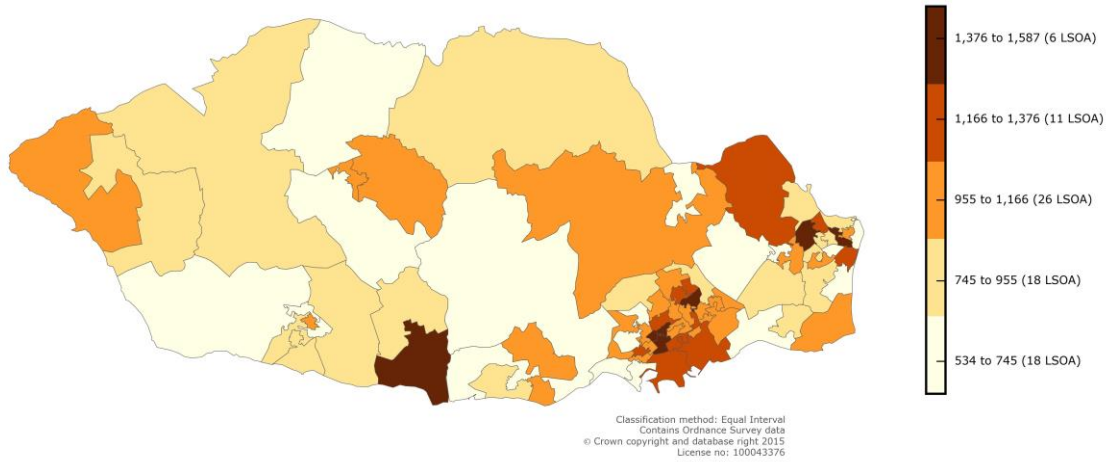 1,376 to 1,587 (6 LSOA)
1,166 to 1,376 (11 LSOA)
955 to 1,166 (26 LSOA)
745 to 955 (18 LSOA)
534 to 745 (18 LSOA)
Classification method: Equal Interval
Contains Ordnance Survey data
© Crown copyright and database right 2015
License no: 100043376